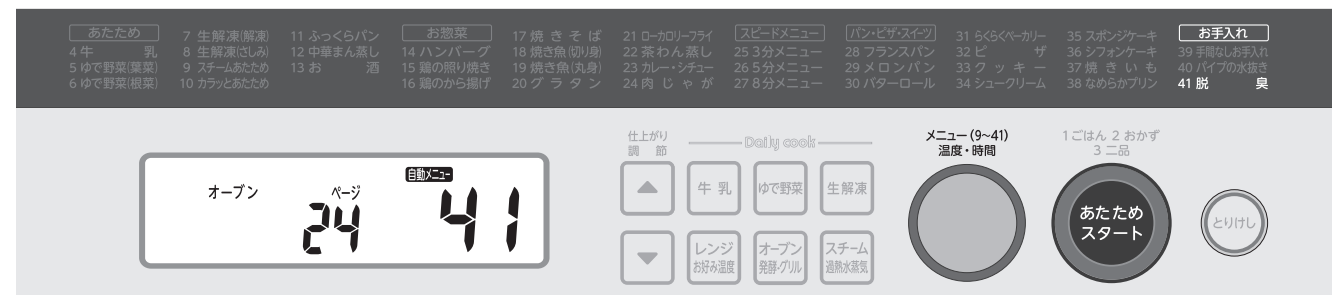 あたため
4 牛 乳
5 ゆで野菜(葉菜)
6 ゆで野菜(根菜)
7 生解凍(解凍)
8 生解凍(さしみ)
9 スチームあたため
10 カラッとあたため
11 ふっくらパン
12 中華まん蒸し
13 お 酒
お惣菜
14 ハンバーグ
15 鶏の照り焼き
16 鶏のから揚げ
17 焼 き そ ば
18 焼き魚(切り身)
19 焼き魚(丸身)
20 グ ラ タ ン
21 ローカロリーフライ
22 茶わん蒸し
23 カレー・シチュー
24 肉 じ ゃ が
スピードメニュー
25 3分メニュー
26 5分メニュー
27 8分メニュー
パン・ピザ・スイーツ
28 フランスパン
29 メロンパン
30 バターロール
31 らくらくベーカリー
32 ピ ザ
33 ク ッ キ ー
34 シュークリーム
35 スポンジケーキ
36 シフォンケーキ
37 焼 き い も
38 なめらかプリン
お手入れ
39 手間なしお手入れ
40 パイプの水抜き
41 脱 臭
オーブン
ページ
24
自動メニュー
41
仕上がり
調 節
Daily cook
牛 乳
ゆで野菜
生解凍
レンジ
お好み温度
オーブン
発酵・グリル
スチーム
過熱水蒸気
メニュー(9~41)
温度・時間
1 ごはん 2 おかず
3 二品
あたため
スタート
とりけし